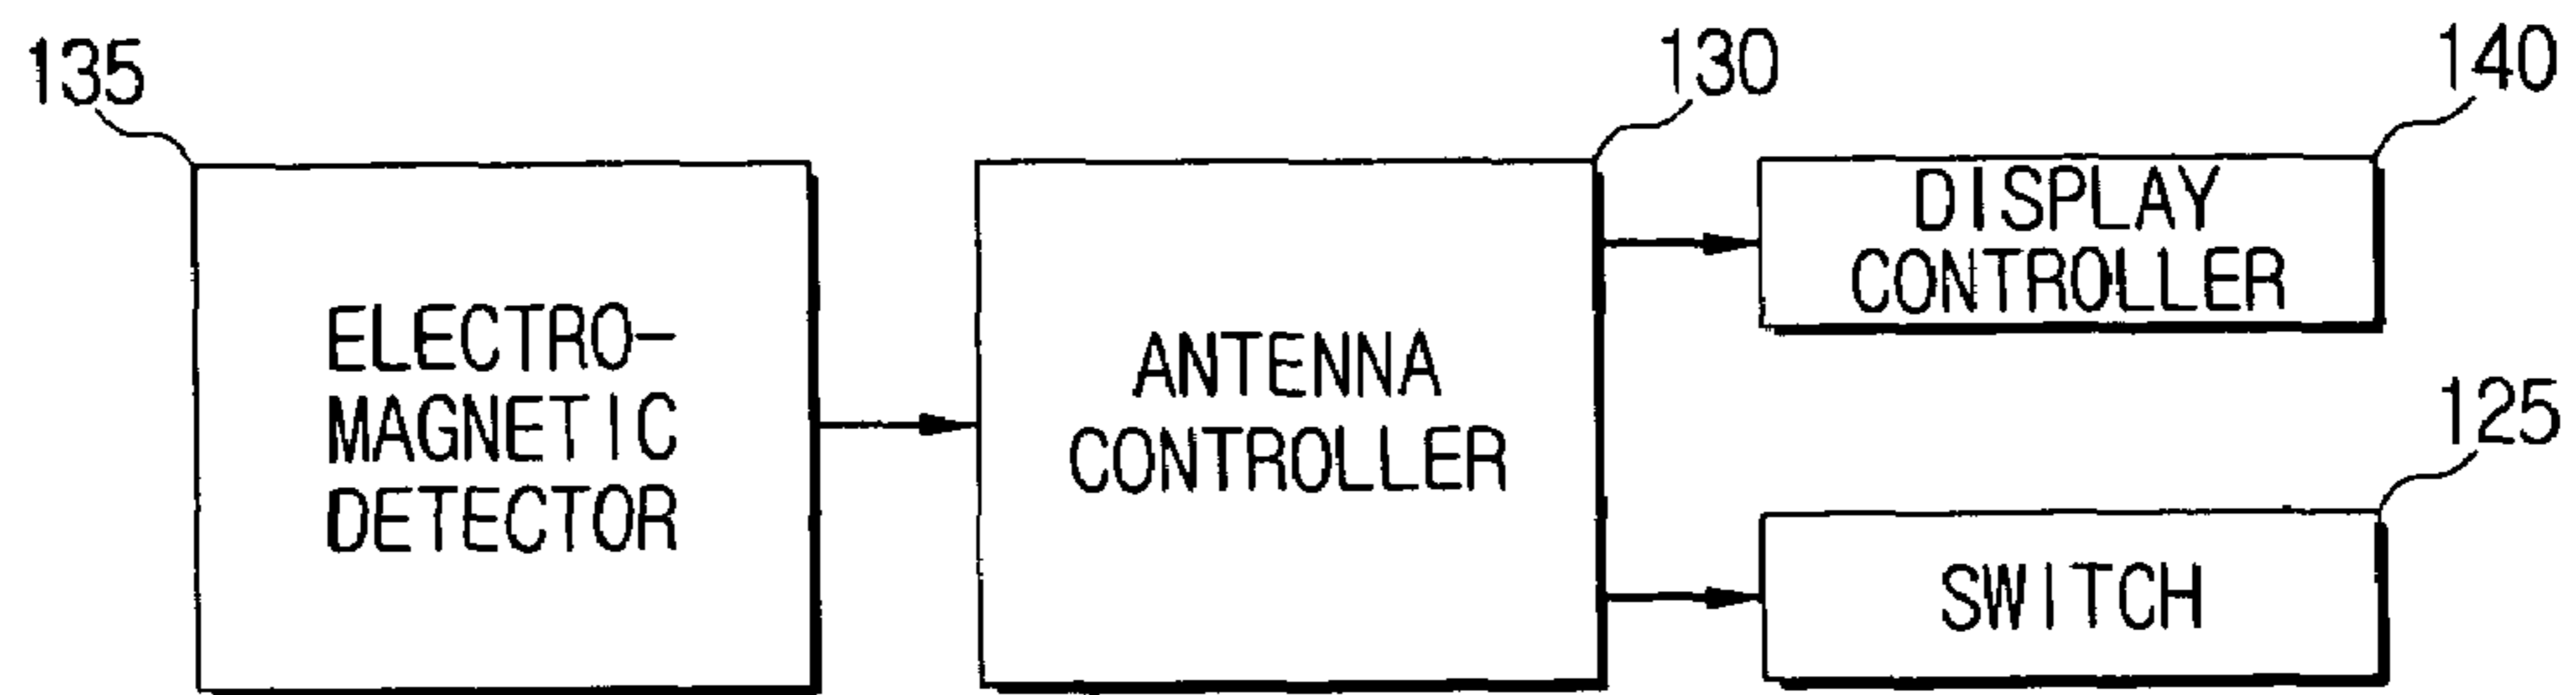 135
130
140
ELECTRO-
MAGNETIC
DETECTOR
ANTENNA
CONTROLLER
DISPLAY
CONTROLLER
125
SWITCH